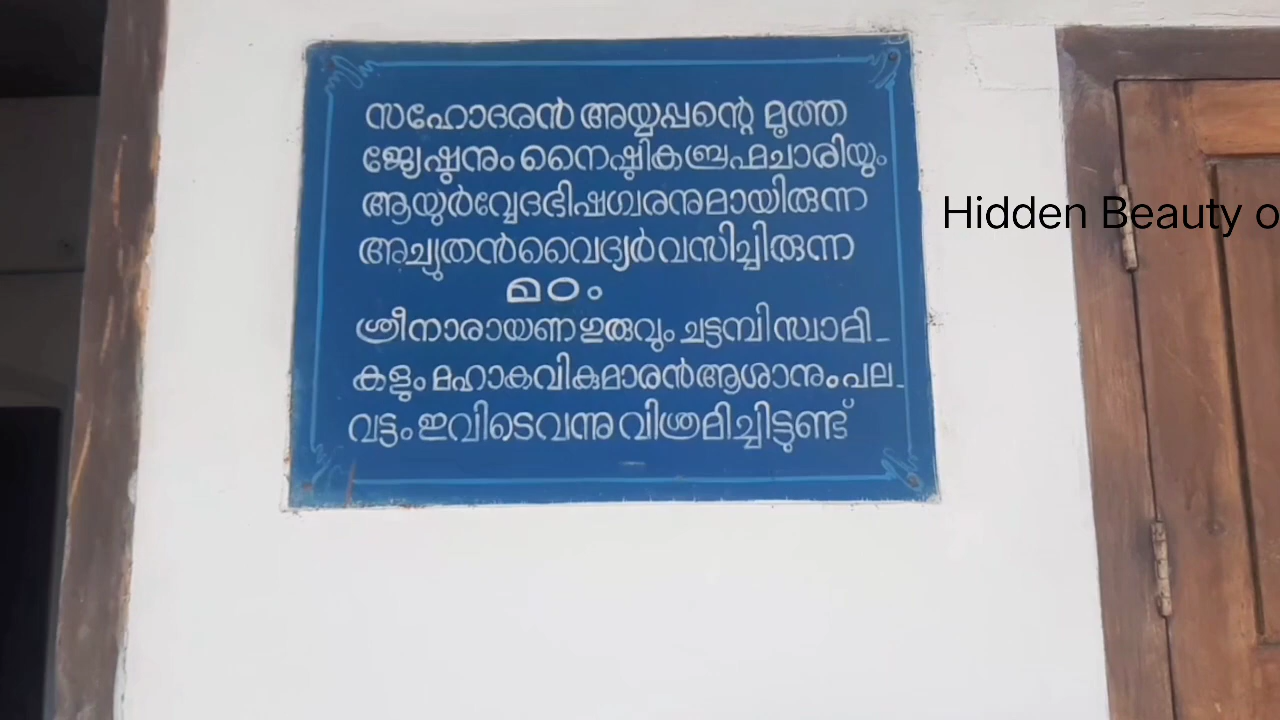 സഹോദരൻ അയ്യപ്പന്റെ മൂത്ത
ജ്യേഷ്ഠനും നൈഷ്ഠികബ്രഹ്മചാരിയും
ആയുർവ്വേദഭിഷഗ്വരനുമായിരുന്ന
അച്യുതൻവൈദ്യർ വസിച്ചിരുന്ന
മഠം
ശ്രീനാരായണ ഗുരുവും ചട്ടമ്പി സ്വാമി-
കളും മഹാകവി കുമാരൻആശാനും പല-
വട്ടം ഇവിടെ വന്നു വിശ്രമിച്ചിട്ടുണ്ട്
Hidden Beauty o